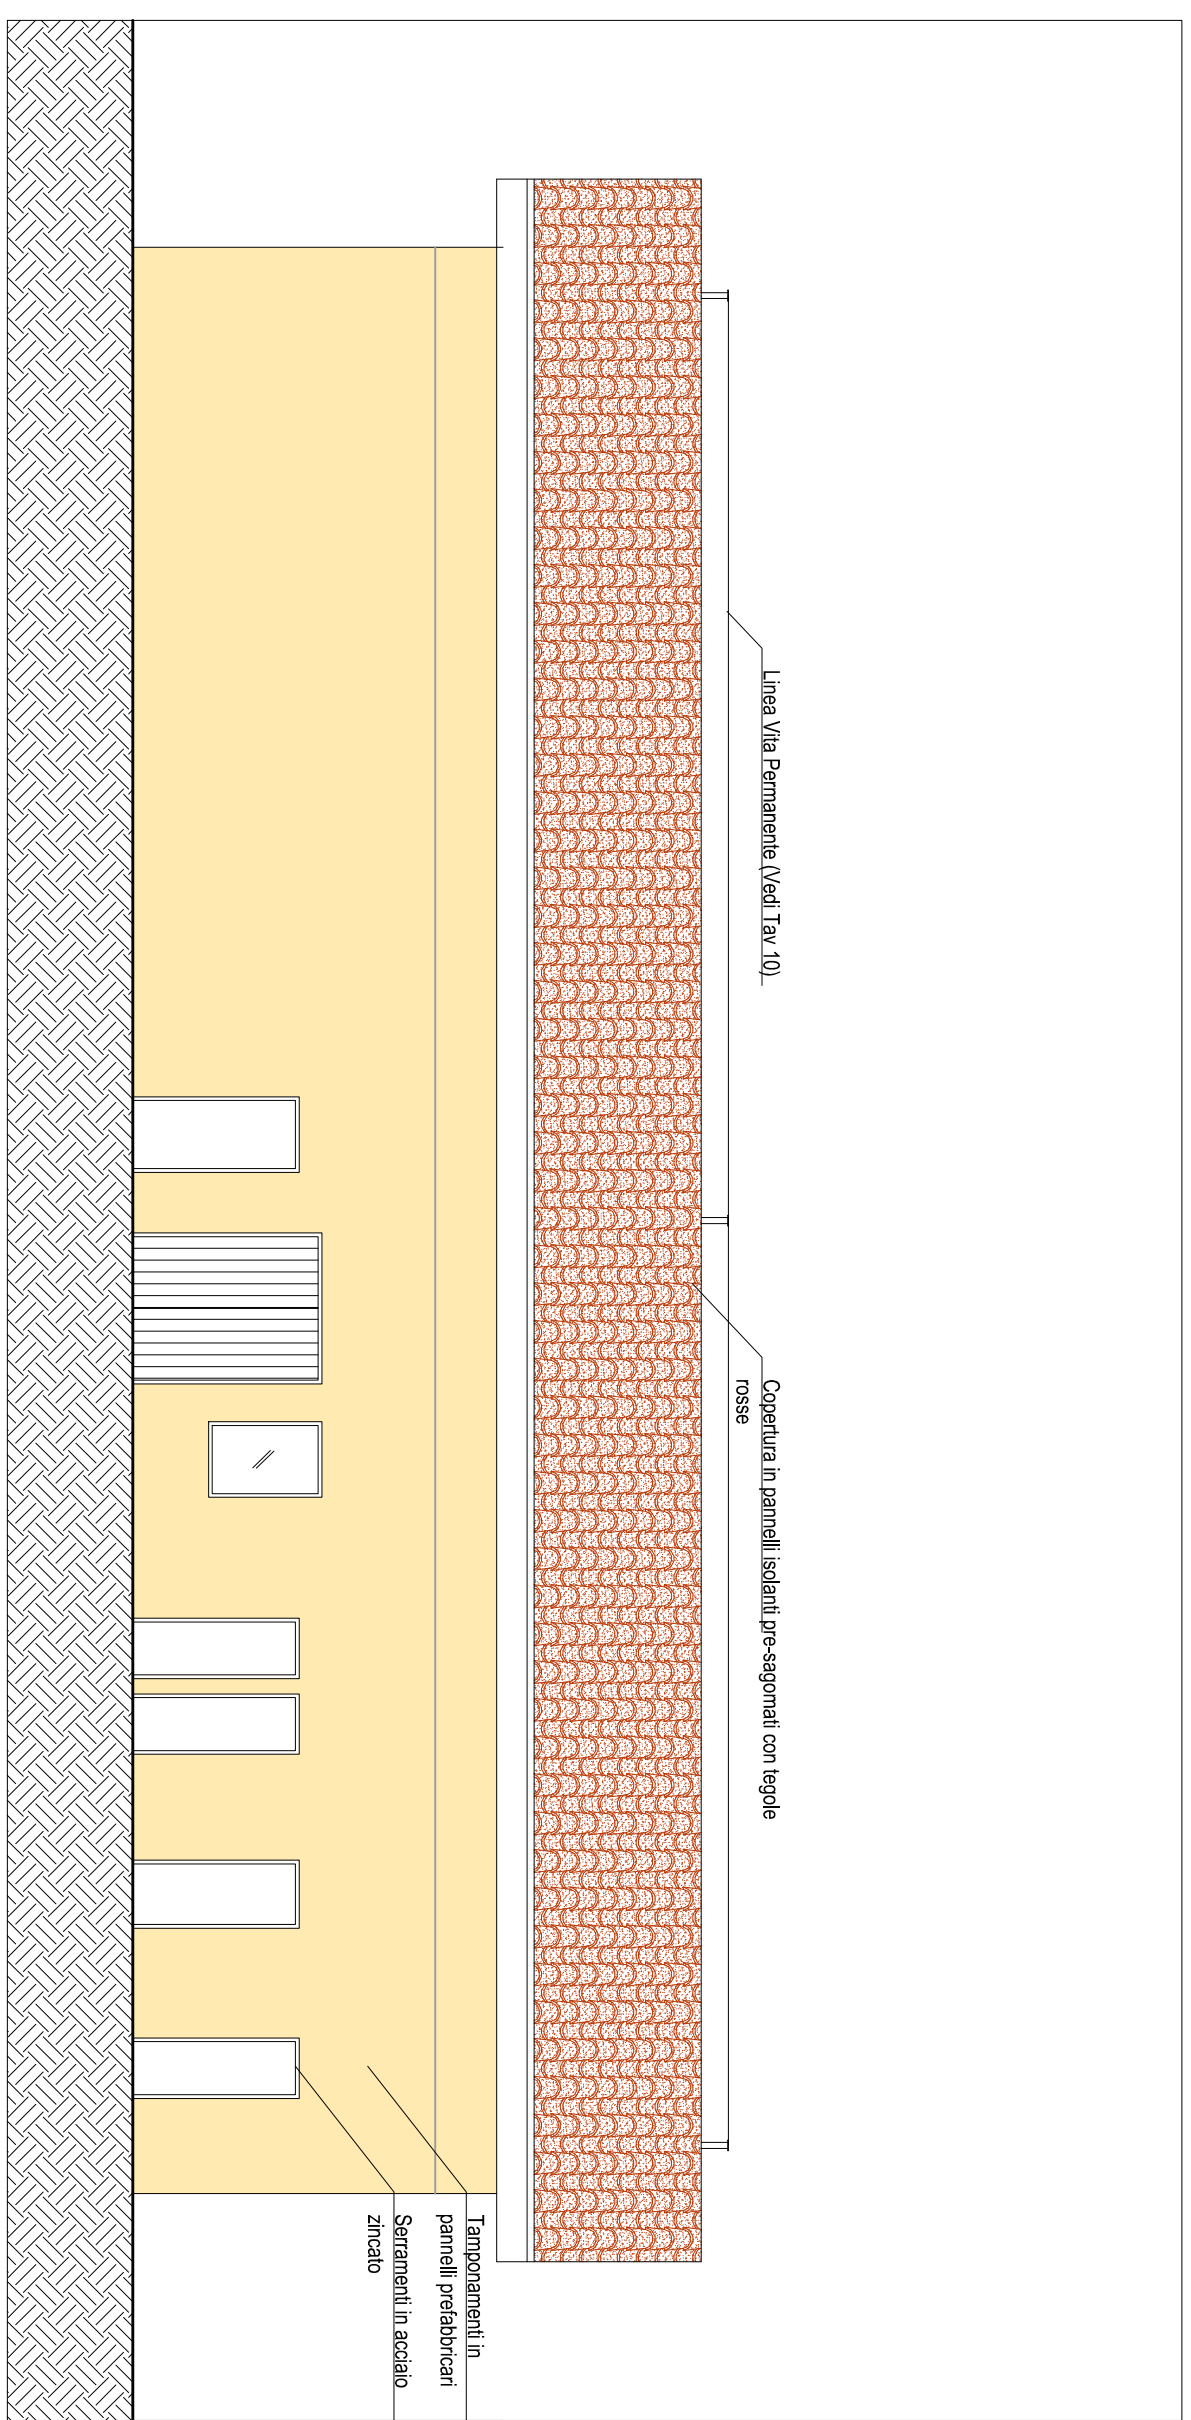 Linea Vita Permanente (Vedi Tav 10)
Copertura in pannelli isolanti pre-sagomati con tegole
rosse
Tamponamenti in
pannelli prefabbricari
Serramenti in acciaio
zincato